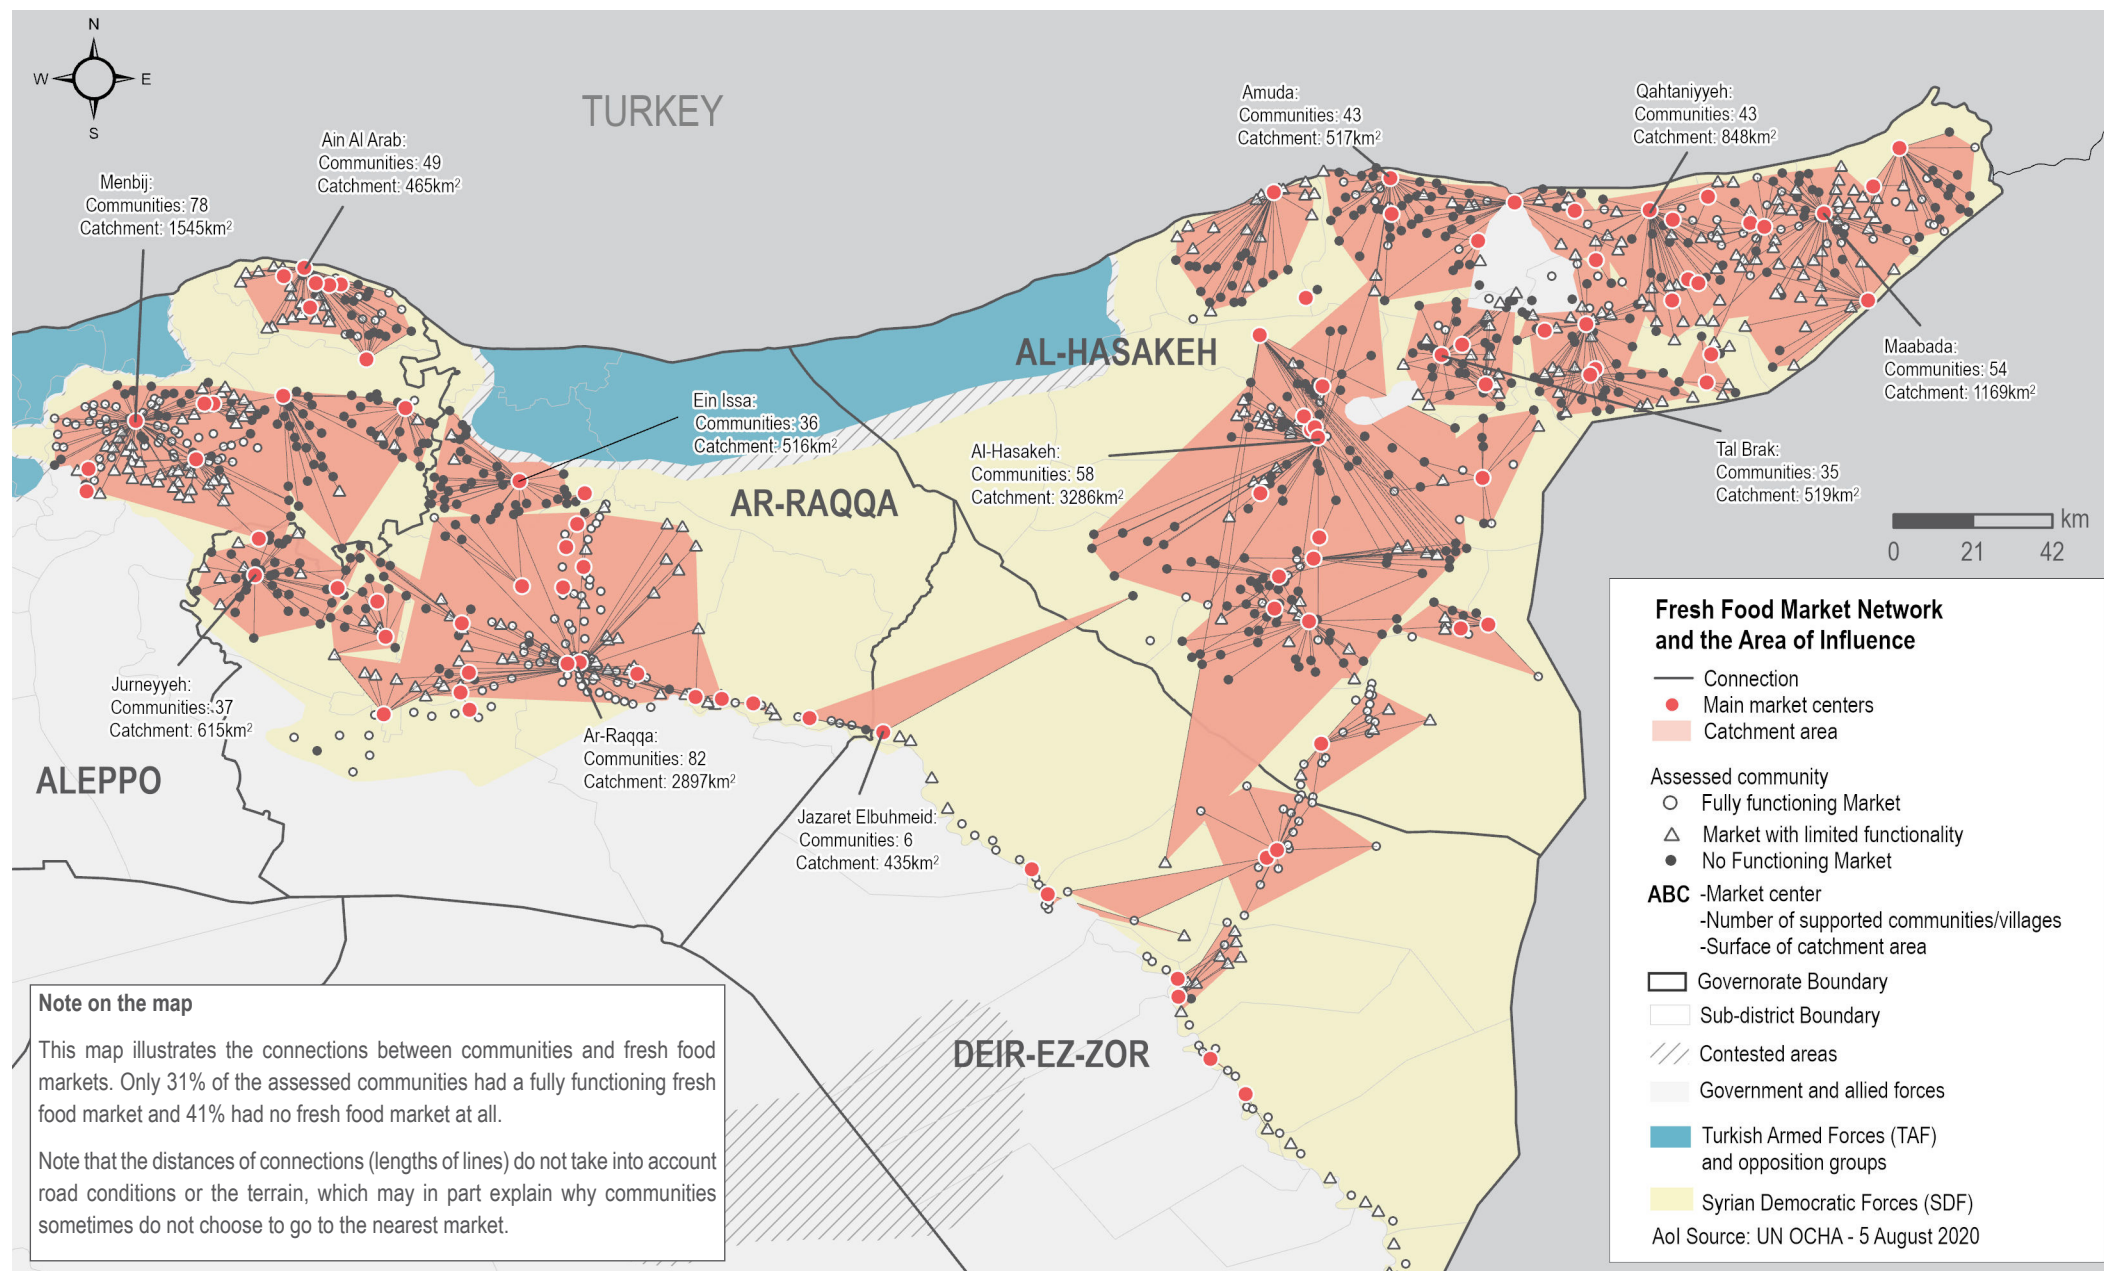 N
W
E
S
TURKEY
Ain Al Arab:
Communities: 49
Catchment: 465km²
Menbij:
Communities: 78
Catchment: 1545km²
Amuda:
Communities: 43
Catchment: 517km²
Qahtaniyyeh:
Communities: 43
Catchment: 848km²
AL-HASAKEH
Maabada:
Communities: 54
Catchment: 1169km²
Ein Issa:
Communities: 36
Catchment: 516km²
Al-Hasakeh:
Communities: 58
Catchment: 3286km²
Tal Brak:
Communities: 35
Catchment: 519km²
AR-RAQQA
km
0 21 42
Jurneyyeh:
Communities: 37
Catchment: 615km²
ALEPPO
Ar-Raqqa:
Communities: 82
Catchment: 2897km²
Jazaret Elbuhmeid:
Communities: 6
Catchment: 435km²
DEIR-EZ-ZOR
Note on the map
This map illustrates the connections between communities and fresh food
markets. Only 31% of the assessed communities had a fully functioning fresh
food market and 41% had no fresh food market at all.
Note that the distances of connections (lengths of lines) do not take into account
road conditions or the terrain, which may in part explain why communities
sometimes do not choose to go to the nearest market.
Fresh Food Market Network
and the Area of Influence
Connection
Main market centers
Catchment area
Assessed community
Fully functioning Market
Market with limited functionality
No Functioning Market
ABC -Market center
-Number of supported communities/villages
-Surface of catchment area
Governorate Boundary
Sub-district Boundary
Contested areas
Government and allied forces
Turkish Armed Forces (TAF)
and opposition groups
Syrian Democratic Forces (SDF)
AoI Source: UN OCHA - 5 August 2020